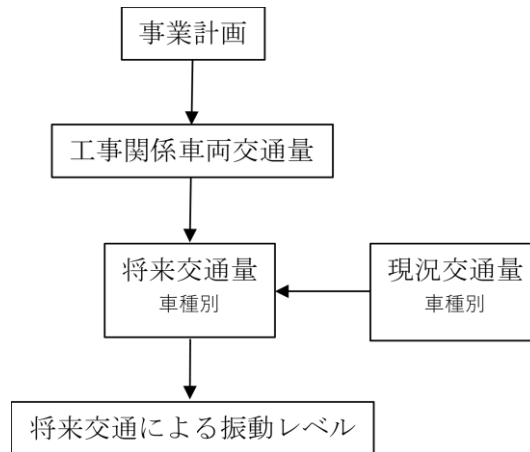 事業計画
工事関係車両交通量
将来交通量
車種別
現況交通量
車種別
将来交通による振動レベル